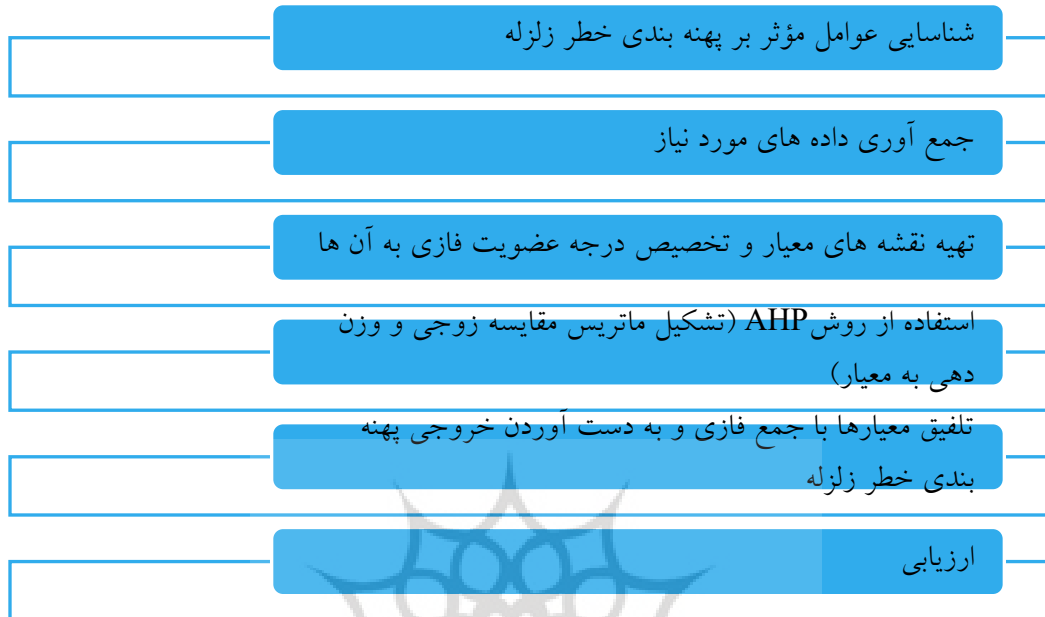 شناسایی عوامل مؤثر بر پهنه بندی خطر زلزله
جمع آوری داده های مورد نیاز
تهیه نقشه های معیار و تخصیص درجه عضویت فازی به آن ها
استفاده از روش AHP (تشکیل ماتریس مقایسه زوجی و وزن
دهی به معیار)
تلفیق معیارها با جمع فازی و به دست آوردن خروجی پهنه
بندی خطر زلزله
ارزیابی